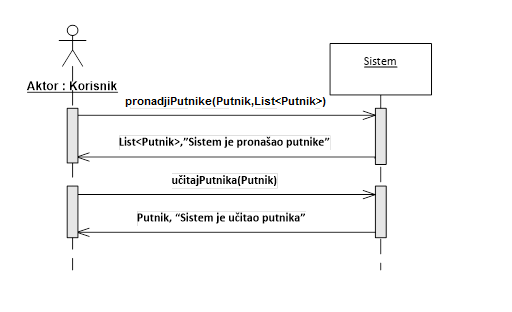 Sistem
Aktor : Korisnik
pronadjiPutnike(Putnik,List<Putnik>)
List<Putnik>,”Sistem je pronašao putnike”
učitajPutnika(Putnik)
Putnik, “Sistem je učitao putnika”